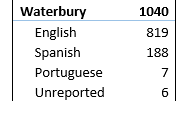 Waterbury 1040
English 819
Spanish 188
Portuguese 7
Unreported 6